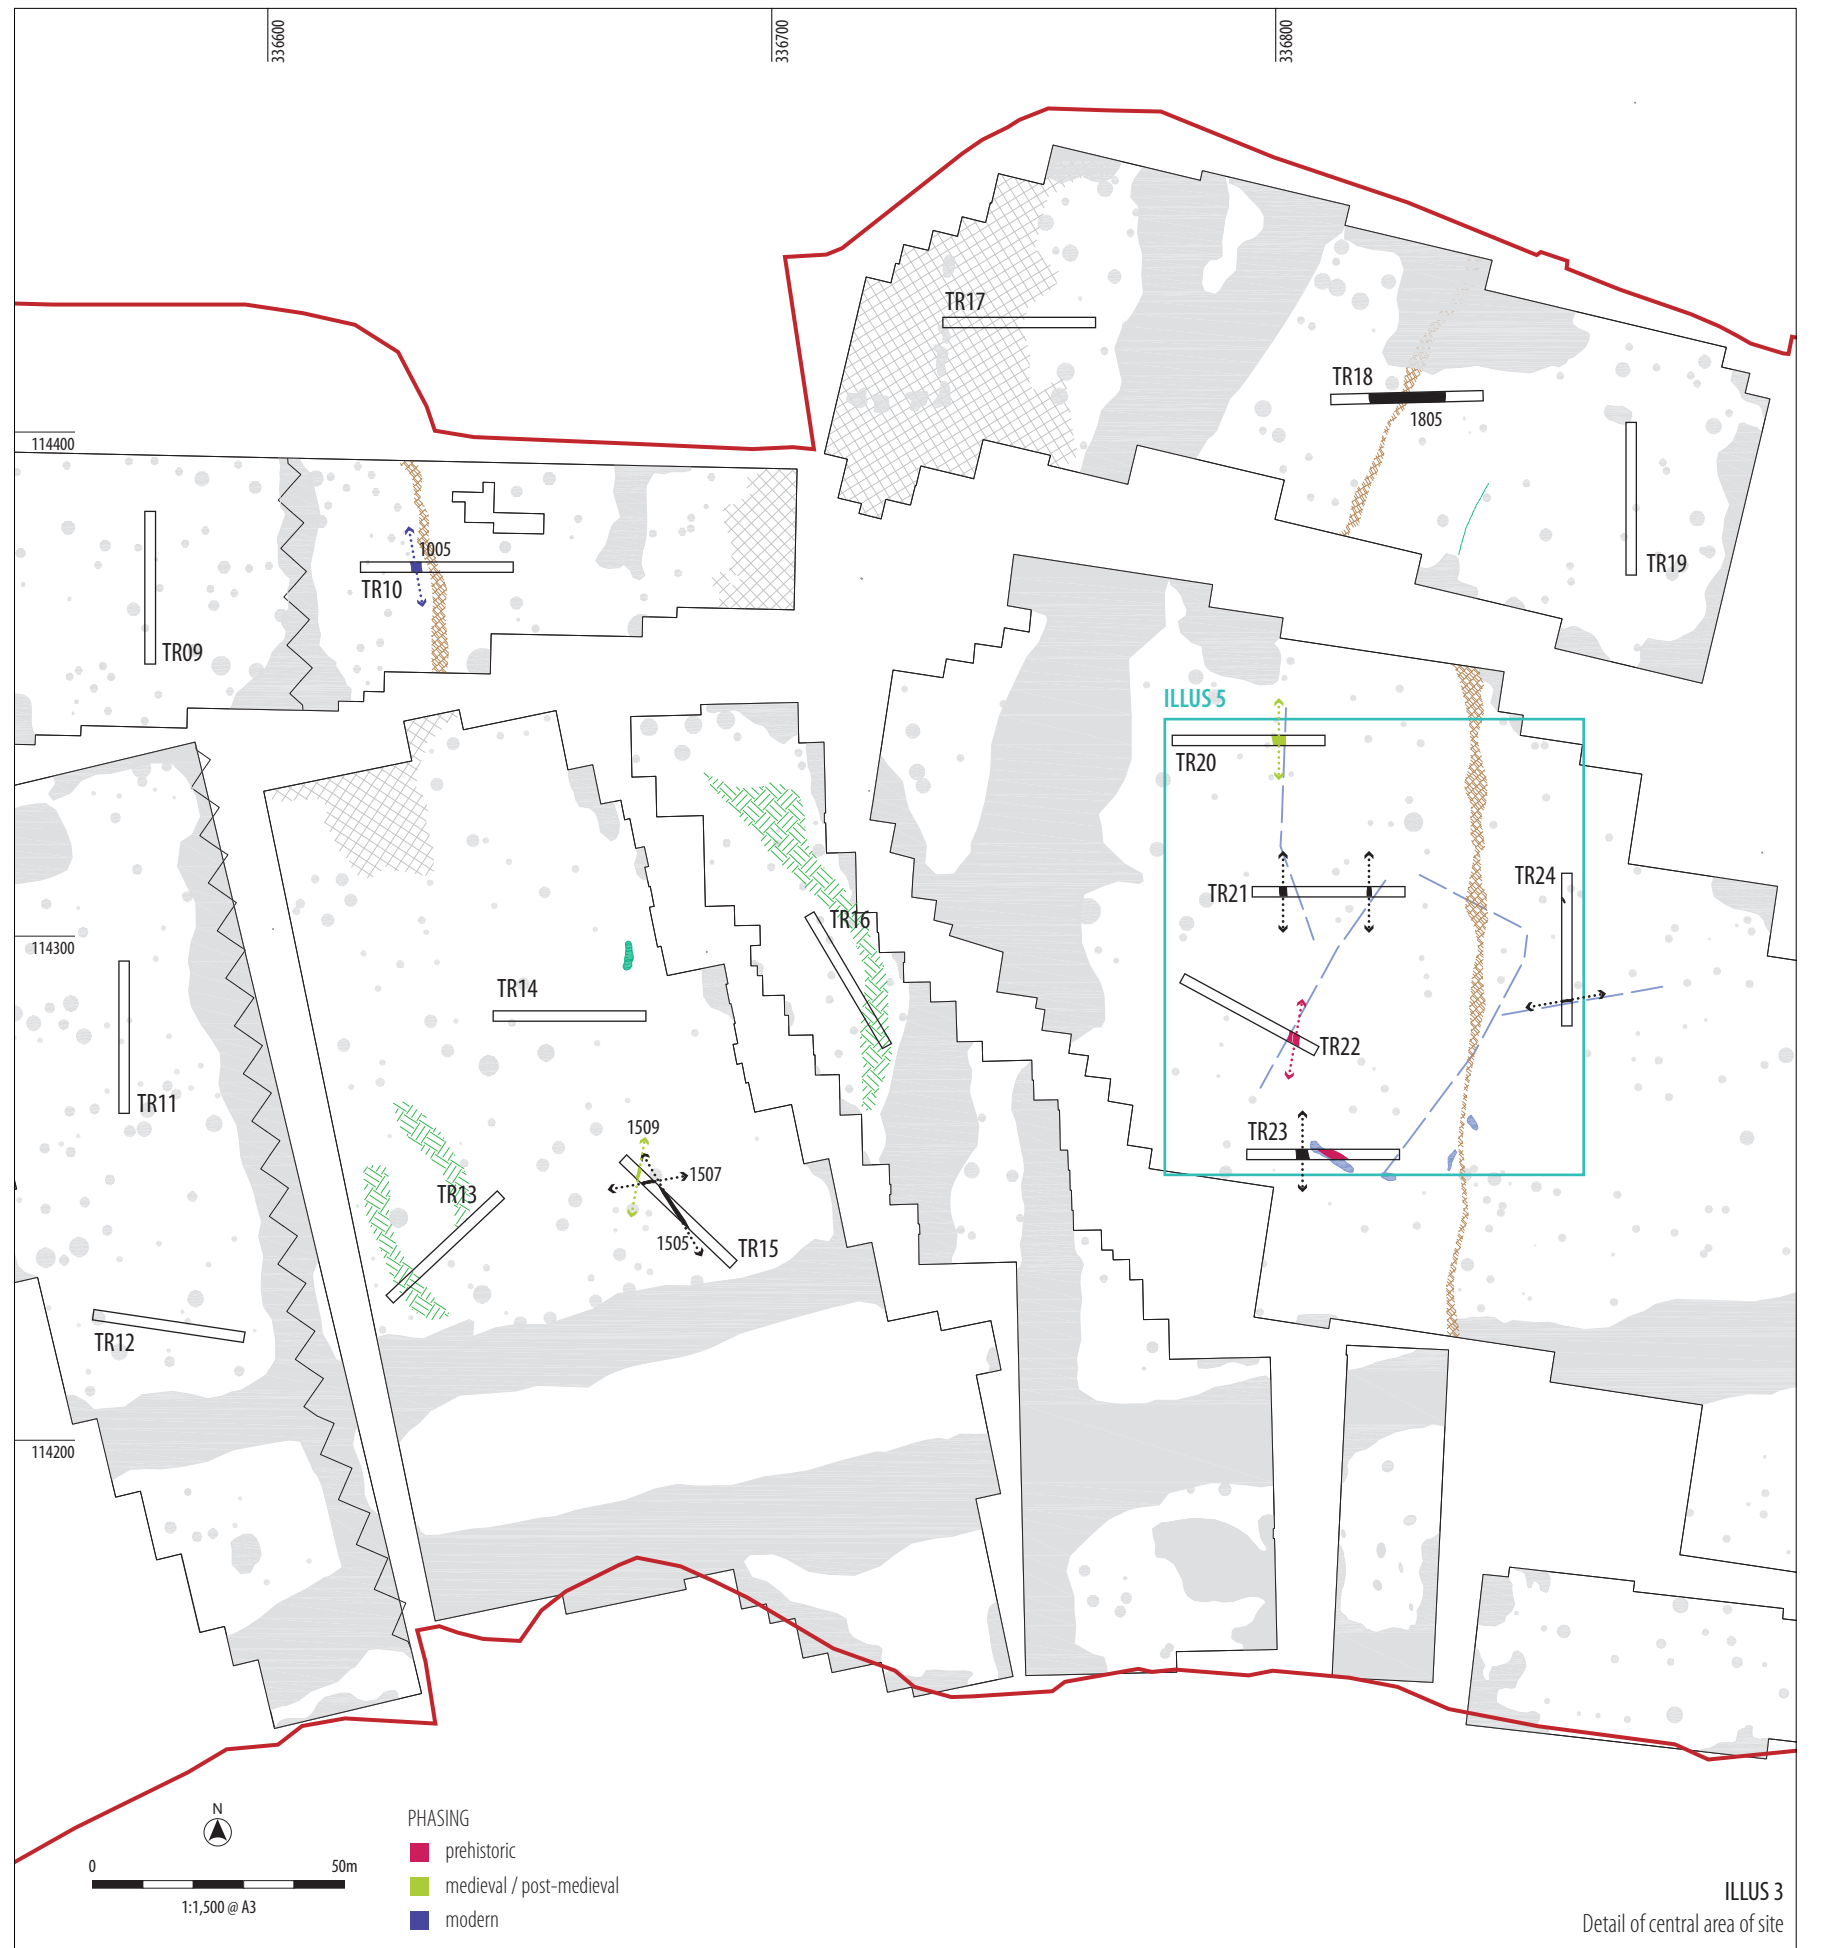 336600
336700
336800
TR17
TR18
1805
114400
TR19
1005
TR10
TR09
ILLUS 5
TR20
TR24
TR21
TR16
114300
TR14
TR22
TR11
1509
TR23
1507
TR13
1505
TR15
TR12
114200
N
0 50m
1:1,500 @ A3
PHASING
prehistoric
medieval / post-medieval
modern
ILLUS 3
Detail of central area of site